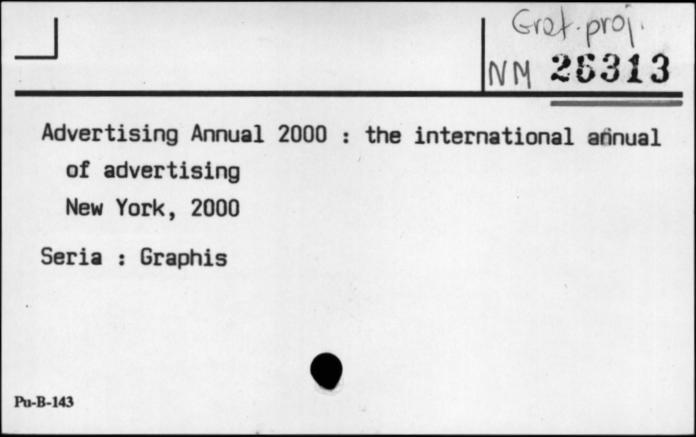 Graf. proj.
NM 26313
Advertising Annual 2000 : the international annual
of advertising
New York, 2000
Seria : Graphis
Pu-B-143